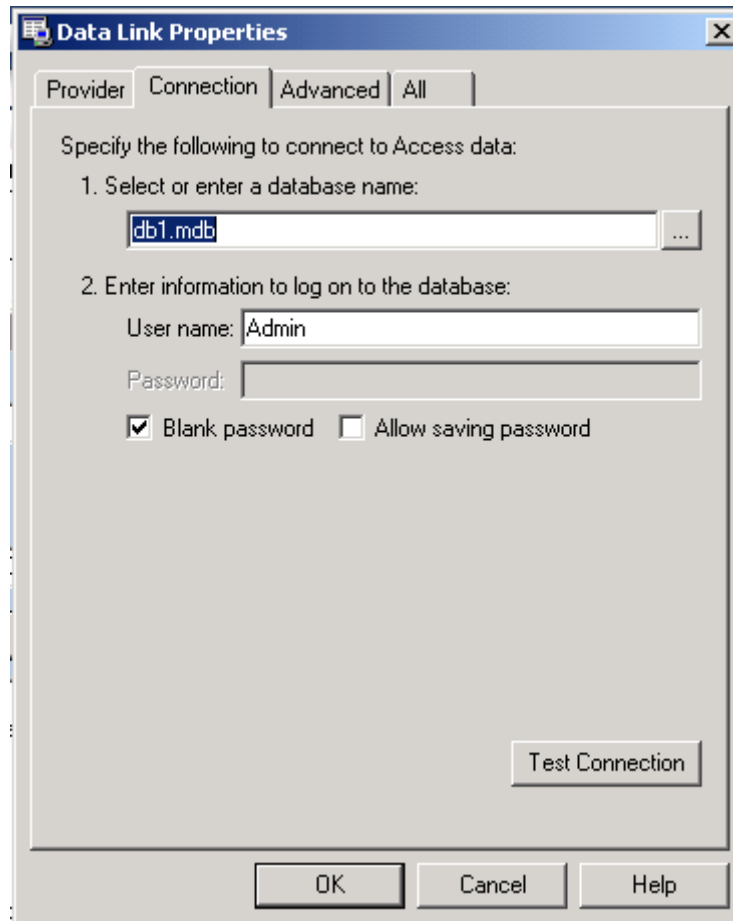 Data Link Properties
Provider Connection Advanced All
Specify the following to connect to Access data:
1. Select or enter a database name:
db1.mdb ...
2. Enter information to log on to the database:
User name: Admin
Password:
Blank password Allow saving password
Test Connection
OK Cancel Help